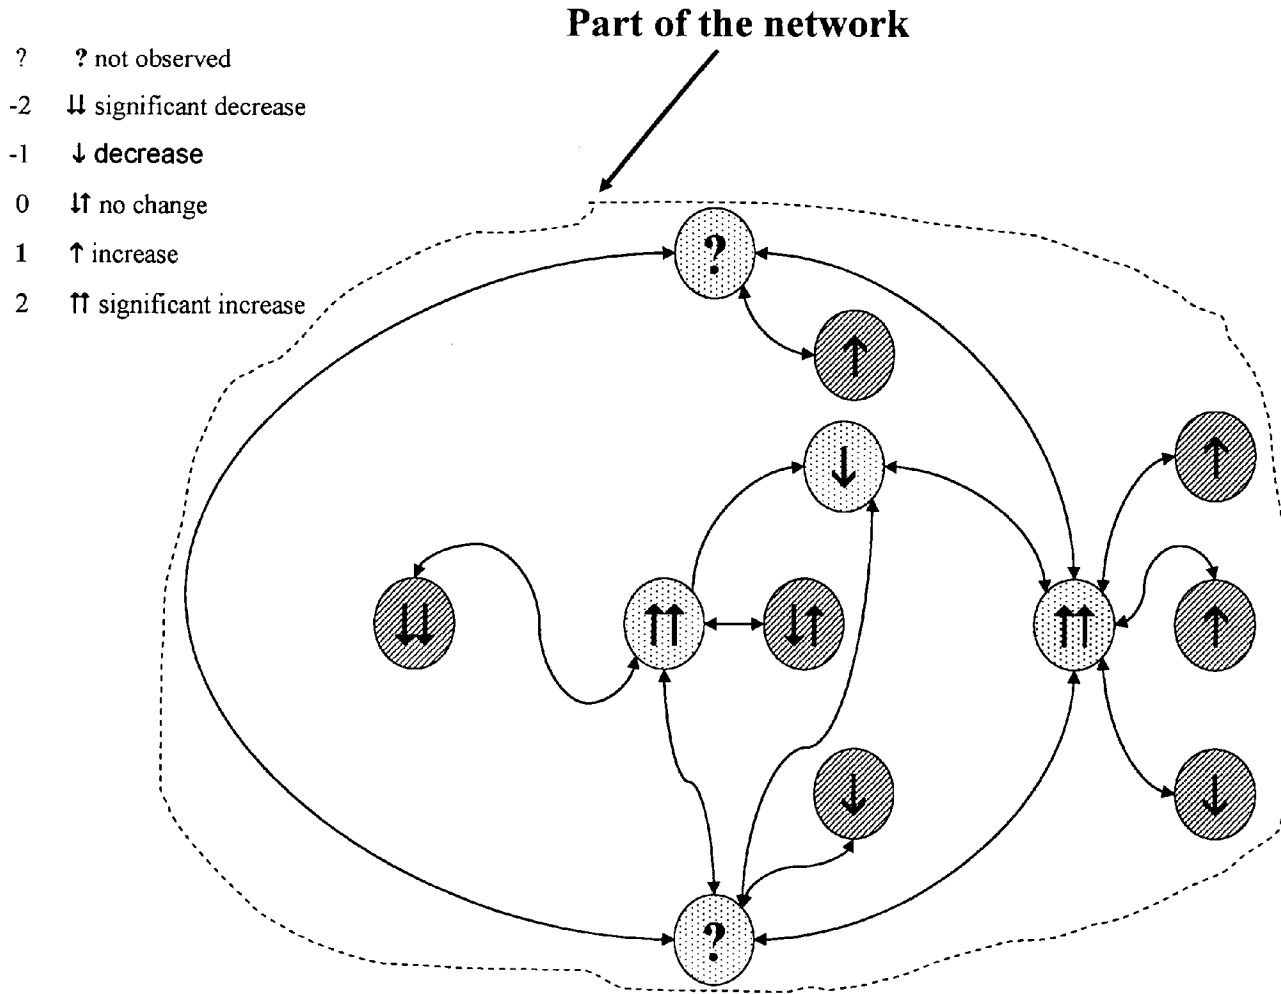 Part of the network
? ? not observed
-2 ↓↓ significant decrease
-1 ↓ decrease
0 ↓↑ no change
1 ↑ increase
2 ↑↑ significant increase
?
↑
↓
↑
↓↓
↑↑
↓↑
↑↑
↑
↓
↓
?